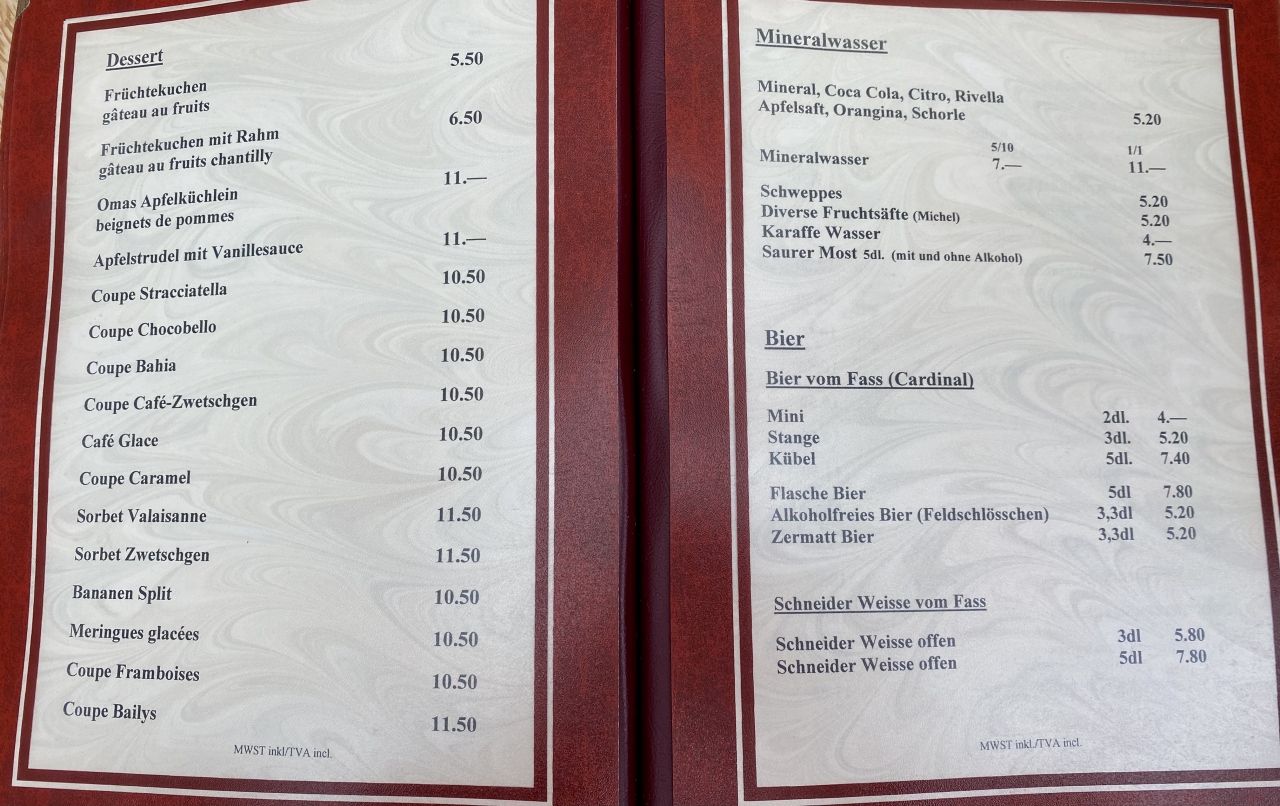 Dessert
Früchtekuchen 5.50
gâteau au fruits
Früchtekuchen mit Rahm 6.50
gâteau au fruits chantilly
Omas Apfelküchlein 11.—
beignets de pommes
Apfelstrudel mit Vanillesauce 11.—
Coupe Stracciatella 10.50
Coupe Chocobello 10.50
Coupe Bahia 10.50
Coupe Café-Zwetschgen 10.50
Café Glace 10.50
Coupe Caramel 10.50
Sorbet Valaisanne 11.50
Sorbet Zwetschgen 11.50
Bananen Split 10.50
Meringues glacées 10.50
Coupe Framboises 10.50
Coupe Bailys 11.50
MWST inkl/TVA incl.
Mineralwasser
Mineral, Coca Cola, Citro, Rivella
Apfelsaft, Orangina, Schorle 5.20
5/10 1/1
Mineralwasser 7.— 11.—
Schweppes 5.20
Diverse Fruchtsäfte (Michel) 5.20
Karaffe Wasser 4.—
Saurer Most 5dl. (mit und ohne Alkohol) 7.50
Bier
Bier vom Fass (Cardinal)
Mini 2dl. 4.—
Stange 3dl. 5.20
Kübel 5dl. 7.40
Flasche Bier 5dl 7.80
Alkoholfreies Bier (Feldschlösschen) 3,3dl 5.20
Zermatt Bier 3,3dl 5.20
Schneider Weisse vom Fass
Schneider Weisse offen 3dl 5.80
Schneider Weisse offen 5dl 7.80
MWST inkl./TVA incl.